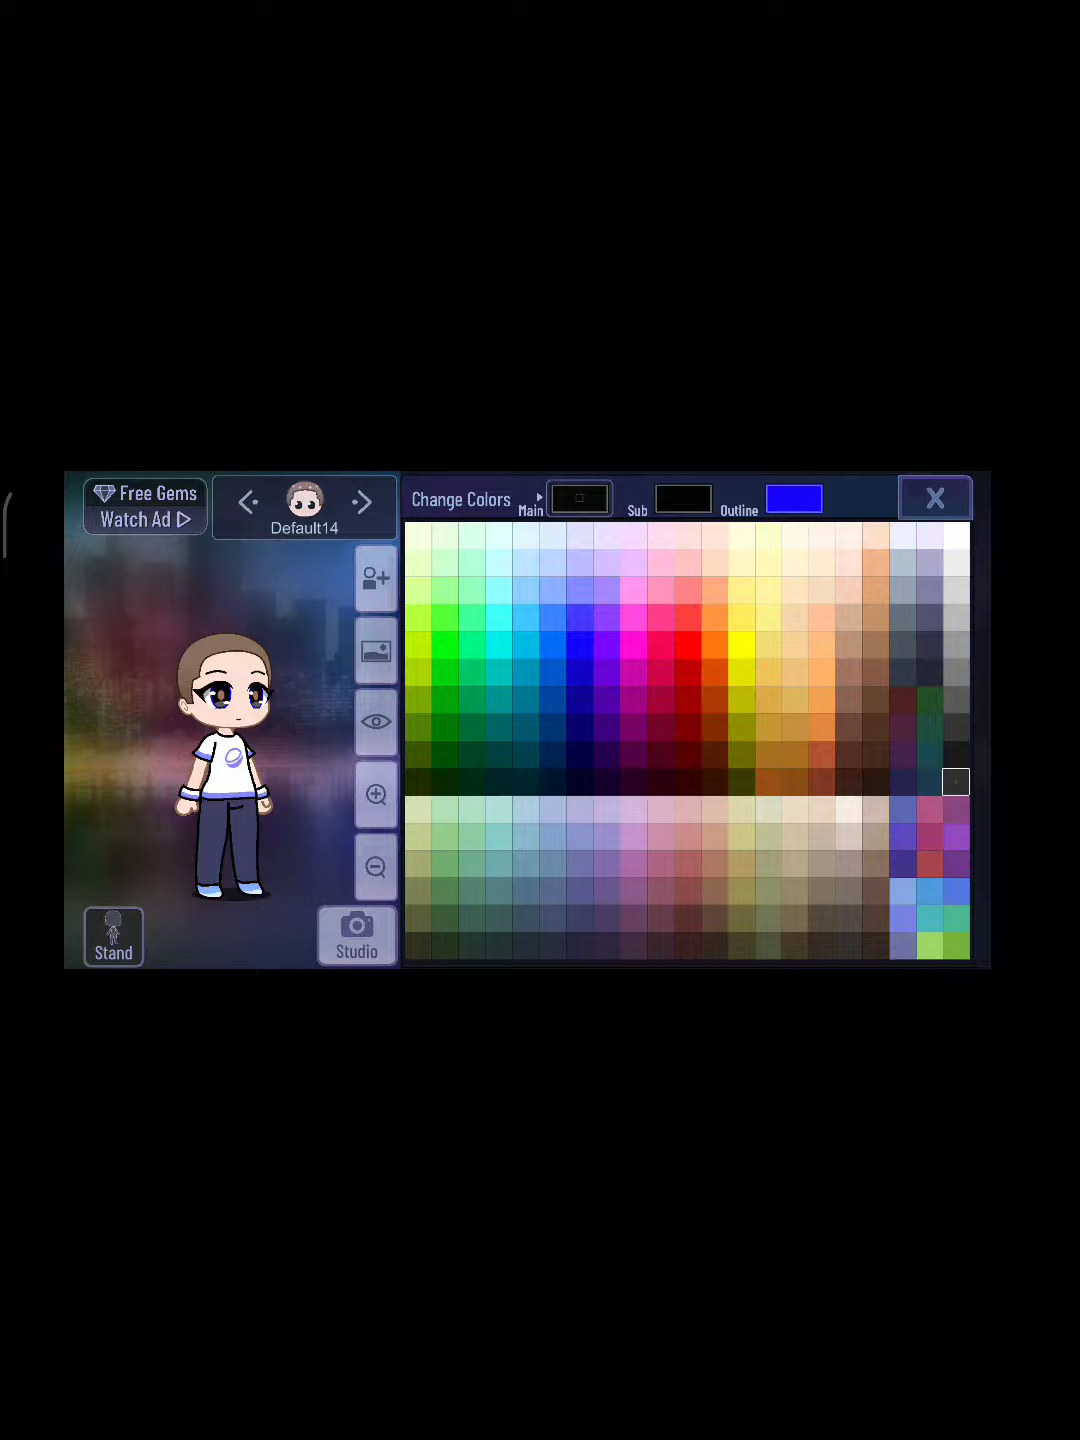 Free Gems
Watch Ad
Default14
Change Colors
Main
Sub
Outline
X
Stand
Studio